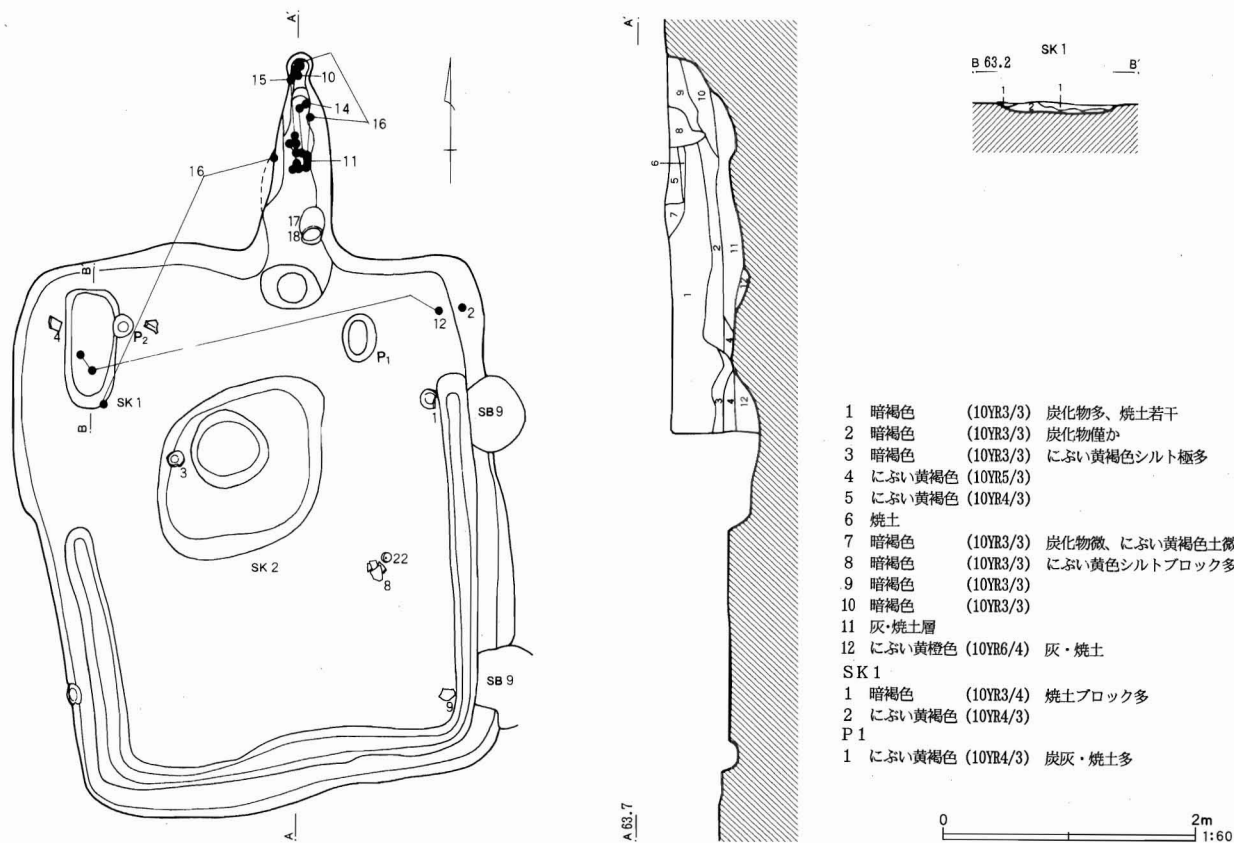 A'
15
10
14
16
16
11
17
18
B'
4
P2
12
2
P1
SK 1
B
1
SB 9
3
SK 2
22
8
SB 9
9
A
A'
9
10
8
6
5
7
2
11
1
12
4
3
4
12
A 63.7
SK 1
B 63.2
B'
1
1
2
1 暗褐色 (10YR3/3) 炭化物多、焼土若干
2 暗褐色 (10YR3/3) 炭化物僅か
3 暗褐色 (10YR3/3) にぶい黄褐色シルト極多
4 にぶい黄褐色 (10YR5/3)
5 にぶい黄褐色 (10YR4/3)
6 焼土
7 暗褐色 (10YR3/3) 炭化物微、にぶい黄褐色土微
8 暗褐色 (10YR3/3) にぶい黄色シルトブロック多
9 暗褐色 (10YR3/3)
10 暗褐色 (10YR3/3)
11 灰・焼土層
12 にぶい黄橙色 (10YR6/4) 灰・焼土
SK1
1 暗褐色 (10YR3/4) 焼土ブロック多
2 にぶい黄褐色 (10YR4/3)
P1
1 にぶい黄褐色 (10YR4/3) 炭灰・焼土多
0 2m
1:60